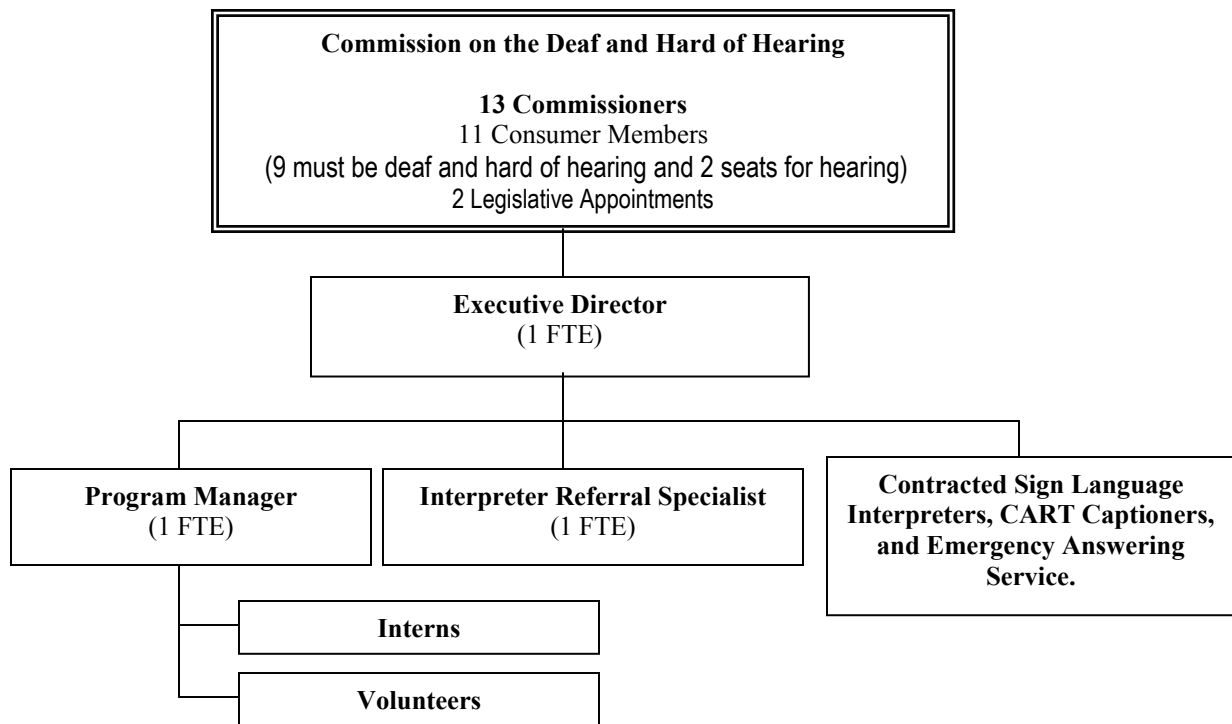 Commission on the Deaf and Hard of Hearing
13 Commissioners
11 Consumer Members
(9 must be deaf and hard of hearing and 2 seats for hearing)
2 Legislative Appointments
Executive Director
(1 FTE)
Program Manager
(1 FTE)
Interpreter Referral Specialist
(1 FTE)
Contracted Sign Language
Interpreters, CART Captioners,
and Emergency Answering
Service.
Interns
Volunteers